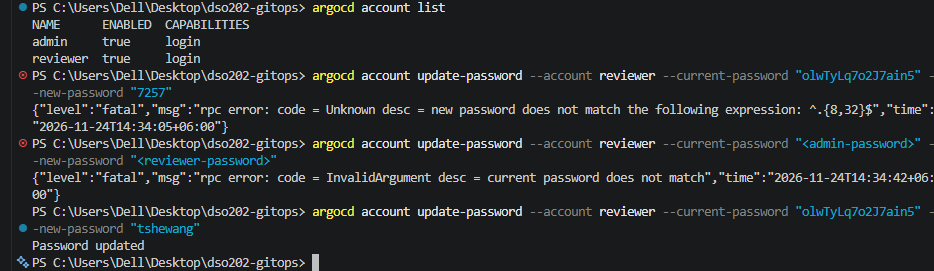 PS C:\Users\Dell\Desktop\dso202-gitops> argocd account list
NAME      ENABLED  CAPABILITIES
admin     true     login
reviewer  true     login
PS C:\Users\Dell\Desktop\dso202-gitops> argocd account update-password --account reviewer --current-password "olwTyLq7o2J7ain5" -
-new-password "7257"
{"level":"fatal","msg":"rpc error: code = Unknown desc = new password does not match the following expression: ^.{8,32}$","time":
"2026-11-24T14:34:05+06:00"}
PS C:\Users\Dell\Desktop\dso202-gitops> argocd account update-password --account reviewer --current-password "<admin-password>" -
-new-password "<reviewer-password>"
{"level":"fatal","msg":"rpc error: code = InvalidArgument desc = current password does not match","time":"2026-11-24T14:34:42+06:
00"}
PS C:\Users\Dell\Desktop\dso202-gitops> argocd account update-password --account reviewer --current-password "olwTyLq7o2J7ain5" -
-new-password "tshewang"
Password updated
PS C:\Users\Dell\Desktop\dso202-gitops>